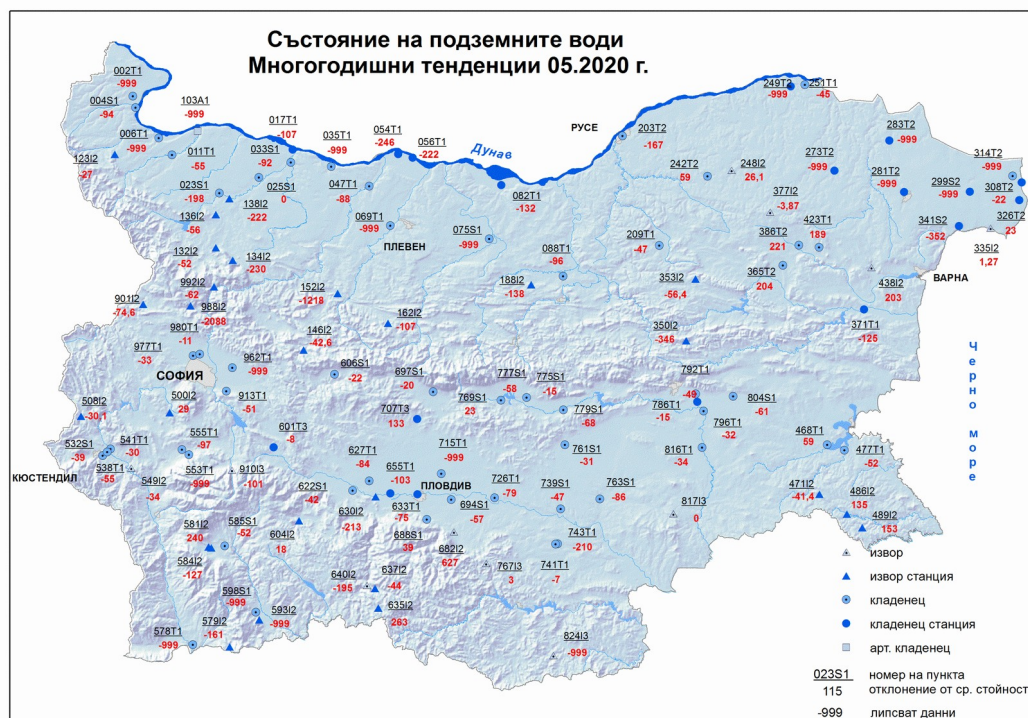 Състояние на подземните води
Многогодишни тенденции 05.2020 г.
002T1
-999
004S1
-94
103A1
-999
006T1
-999
011T1
-55
123I2
-27
017T1
-107
033S1
-92
035T1
-999
054T1
-246
056T1
-222
Дунав
РУСЕ
203T2
-167
249T2
-999
251T1
-45
283T2
-999
314T2
-999
242T2
59
248I2
26,1
273T2
-999
281T2
-999
299S2
-999
308T2
-22
326T2
23
377I2
-3,87
423T1
189
386T2
221
341S2
-352
335I2
1,27
023S1
-198
025S1
0
138I2
-222
136I2
-56
047T1
-88
069T1
-999
ПЛЕВЕН
075S1
-999
082T1
-132
088T1
-96
209T1
-47
365T2
204
438I2
203
ВАРНА
132I2
-52
134I2
-230
992I2
-62
988I2
-2088
901I2
-74,6
152I2
-1218
188I2
-138
353I2
-56,4
162I2
-107
146I2
-42,6
350I2
-346
371T1
-125
980T1
-11
977T1
-33
962T1
-999
СОФИЯ
913T1
-51
606S1
-22
697S1
-20
777S1
-58
775S1
-15
769S1
23
779S1
-68
792T1
-49
786T1
-15
804S1
-61
796T1
-32
Черно море
508I2
-30,1
500I2
29
707T3
133
601T3
-8
532S1
-39
541T1
-30
555T1
-97
538T1
-55
КЮСТЕНДИЛ
549I2
-34
553T1
-999
910I3
-101
627T1
-84
715T1
-999
655T1
-103
ПЛОВДИВ
726T1
-79
761S1
-31
816T1
-34
468T1
59
477T1
-52
739S1
-47
763S1
-86
622S1
-42
630I2
-213
633T1
-75
694S1
-57
817I3
0
471I2
-41,4
486I2
135
489I2
153
581I2
240
585S1
-52
604I2
18
688S1
39
682I2
627
743T1
-210
741T1
-7
584I2
-127
767I3
3
640I2
-195
637I2
-44
635I2
263
598S1
-999
593I2
-999
579I2
-161
578T1
-999
824I3
-999
извор
извор станция
кладенец
кладенец станция
арт. кладенец
023S1 номер на пункта
115 отклонение от ср. стойност
-999 липсват данни